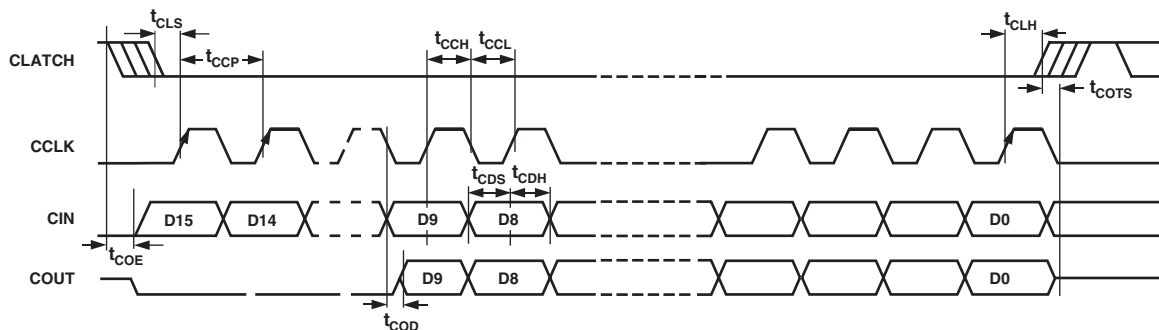 tCLS
tCCH
tCCL
tCLH
CLATCH
tCCP
tCOTS
CCLK
tCDS
tCDH
CIN
D15
D14
D9
D8
D0
tCOE
COUT
D9
D8
D0
tCOD